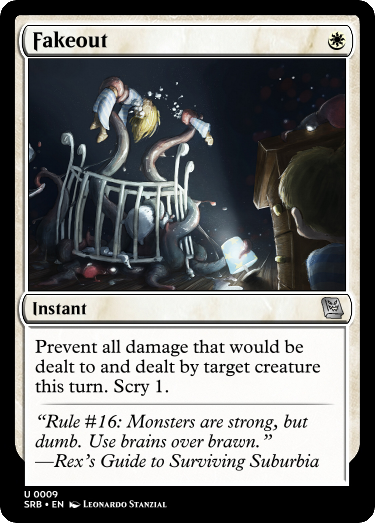 Fakeout
Instant
Prevent all damage that would be
dealt to and dealt by target creature
this turn. Scry 1.
“Rule #16: Monsters are strong, but
dumb. Use brains over brawn.”
—Rex’s Guide to Surviving Suburbia
U 0009
SRB • EN Leonardo Stanzial